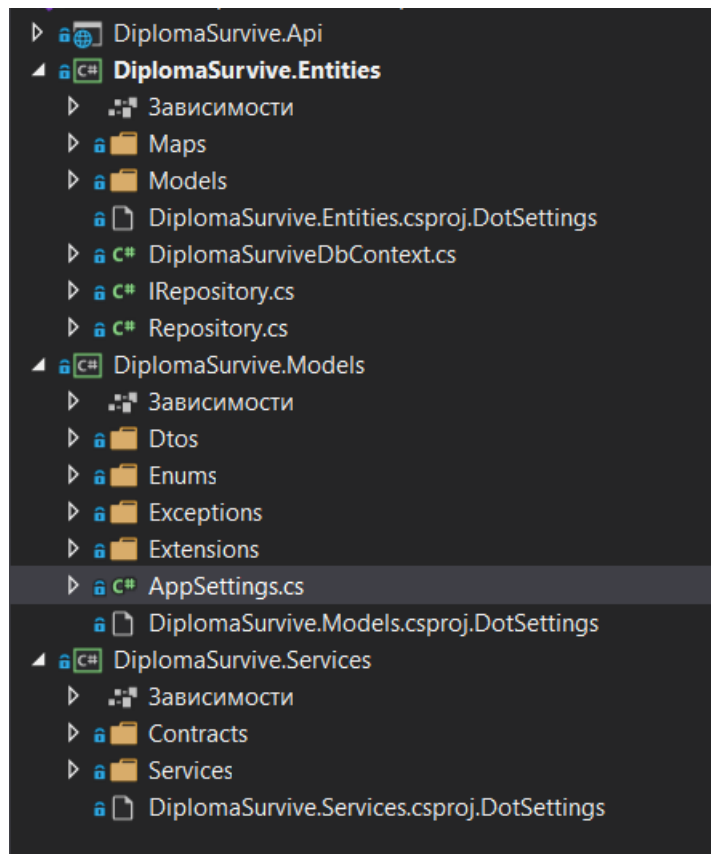 DiplomaSurvive.Api
C# DiplomaSurvive.Entities
Зависимости
Maps
Models
DiplomaSurvive.Entities.csproj.DotSettings
C# DiplomaSurviveDbContext.cs
C# IRepository.cs
C# Repository.cs
C# DiplomaSurvive.Models
Зависимости
Dtos
Enums
Exceptions
Extensions
C# AppSettings.cs
DiplomaSurvive.Models.csproj.DotSettings
C# DiplomaSurvive.Services
Зависимости
Contracts
Services
DiplomaSurvive.Services.csproj.DotSettings